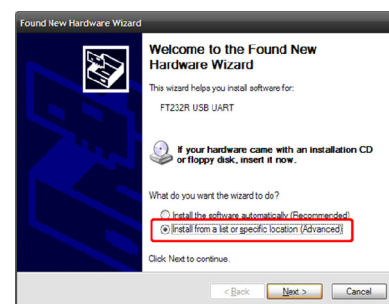 Found New Hardware Wizard
Welcome to the Found New
Hardware Wizard
This wizard helps you install software for:
FT232R USB UART
If your hardware came with an installation CD
or floppy disk, insert it now.
What do you want the wizard to do?
Install the software automatically (Recommended)
Install from a list or specific location (Advanced)
Click Next to continue.
< Back
Next >
Cancel